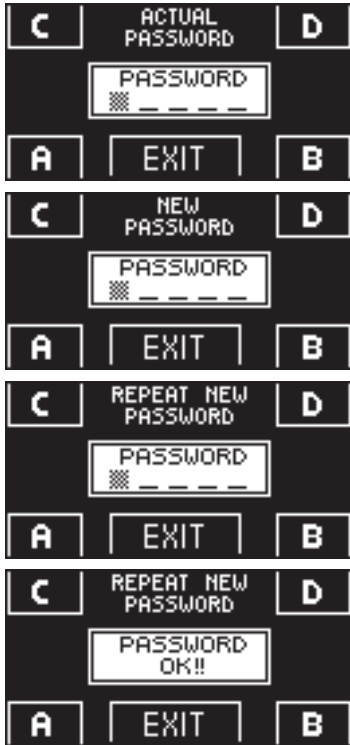 C ACTUAL D
PASSWORD
PASSWORD
_ _ _ _
A EXIT B
C NEW D
PASSWORD
PASSWORD
_ _ _ _
A EXIT B
C REPEAT NEW D
PASSWORD
PASSWORD
_ _ _ _
A EXIT B
C REPEAT NEW D
PASSWORD
PASSWORD
OK!!
A EXIT B